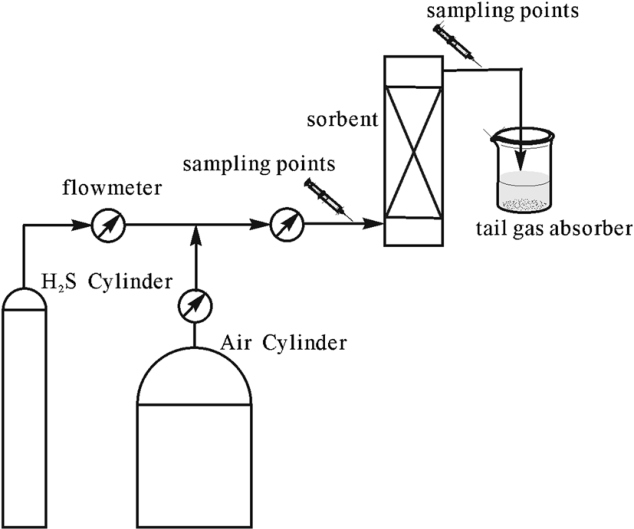 sampling points
sorbent
sampling points
flowmeter
tail gas absorber
H₂S Cylinder
Air Cylinder